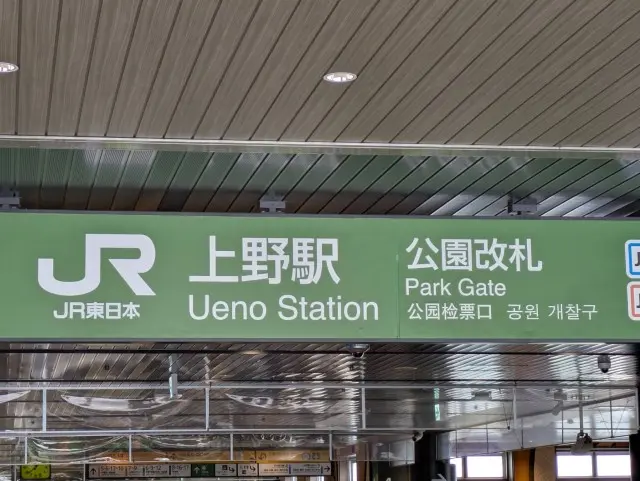 JR
JR東日本
上野駅
Ueno Station
公園改札
Park Gate
公园检票口 공원 개찰구